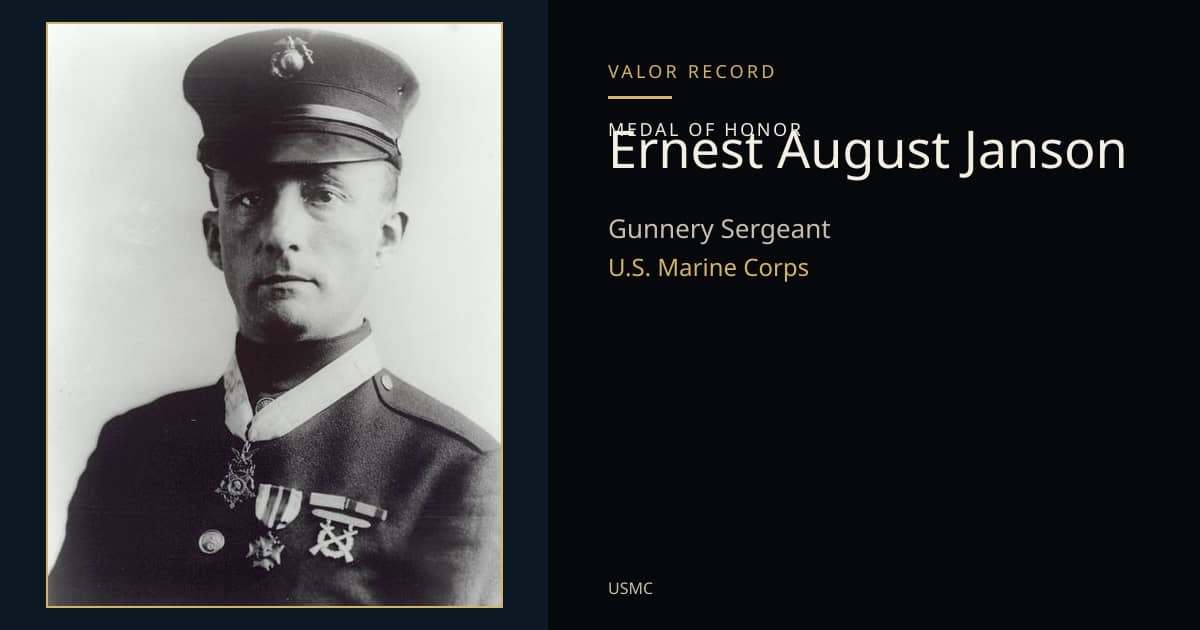 VALOR RECORD
MEDAL OF HONOR
Ernest August Janson
Gunnery Sergeant
U.S. Marine Corps
USMC